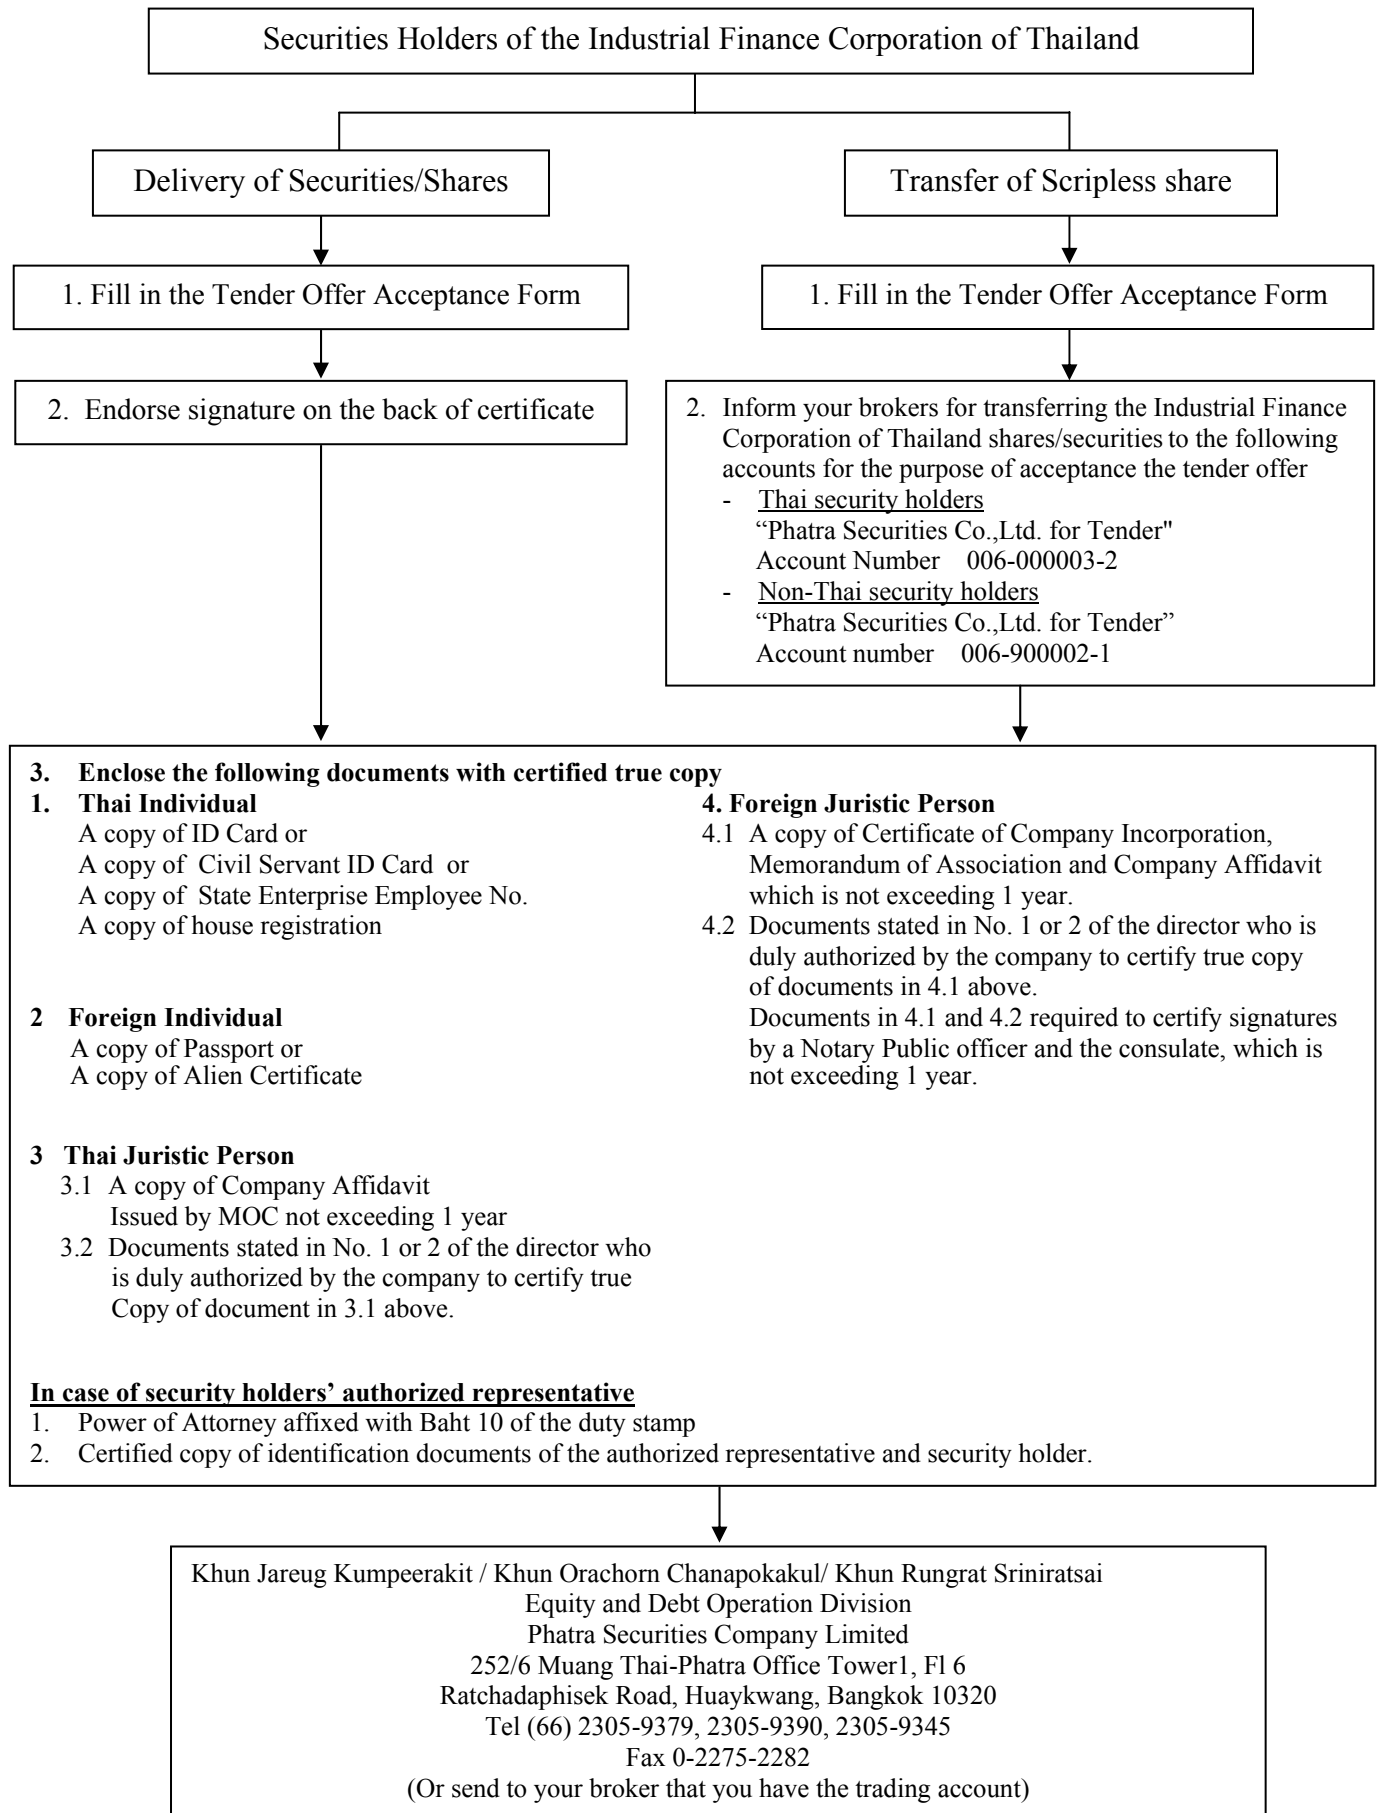 Securities Holders of the Industrial Finance Corporation of Thailand
Delivery of Securities/Shares
Transfer of Scripless share
1. Fill in the Tender Offer Acceptance Form
1. Fill in the Tender Offer Acceptance Form
2. Endorse signature on the back of certificate
2. Inform your brokers for transferring the Industrial Finance
Corporation of Thailand shares/securities to the following
accounts for the purpose of acceptance the tender offer
- Thai security holders
“Phatra Securities Co.,Ltd. for Tender"
Account Number 006-000003-2
- Non-Thai security holders
“Phatra Securities Co.,Ltd. for Tender”
Account number 006-900002-1
3. Enclose the following documents with certified true copy
1. Thai Individual
A copy of ID Card or
A copy of Civil Servant ID Card or
A copy of State Enterprise Employee No.
A copy of house registration
2 Foreign Individual
A copy of Passport or
A copy of Alien Certificate
3 Thai Juristic Person
3.1 A copy of Company Affidavit
Issued by MOC not exceeding 1 year
3.2 Documents stated in No. 1 or 2 of the director who
is duly authorized by the company to certify true
Copy of document in 3.1 above.
4. Foreign Juristic Person
4.1 A copy of Certificate of Company Incorporation,
Memorandum of Association and Company Affidavit
which is not exceeding 1 year.
4.2 Documents stated in No. 1 or 2 of the director who is
duly authorized by the company to certify true copy
of documents in 4.1 above.
Documents in 4.1 and 4.2 required to certify signatures
by a Notary Public officer and the consulate, which is
not exceeding 1 year.
In case of security holders’ authorized representative
1. Power of Attorney affixed with Baht 10 of the duty stamp
2. Certified copy of identification documents of the authorized representative and security holder.
Khun Jareug Kumpeerakit / Khun Orachorn Chanapokakul/ Khun Rungrat Sriniratsai
Equity and Debt Operation Division
Phatra Securities Company Limited
252/6 Muang Thai-Phatra Office Tower1, Fl 6
Ratchadaphisek Road, Huaykwang, Bangkok 10320
Tel (66) 2305-9379, 2305-9390, 2305-9345
Fax 0-2275-2282
(Or send to your broker that you have the trading account)